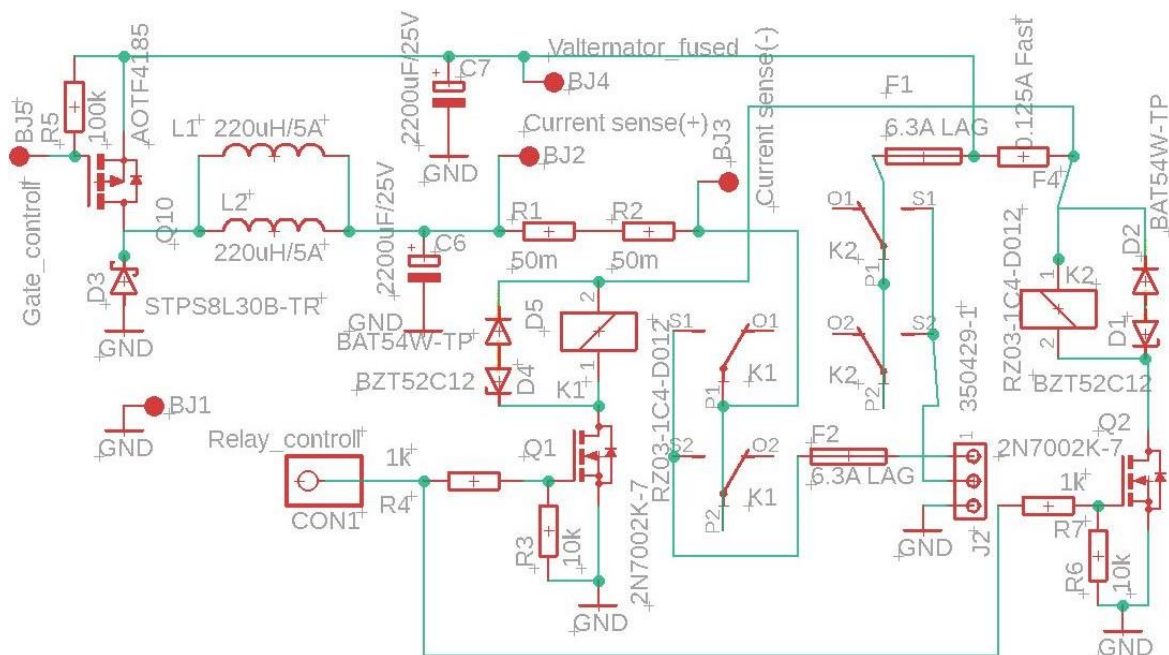 Valternator_fused
BJ4
C7
2200uF/25V
GND
AOTF4185
BJ5
R5
100k
Gate_controll
Q10
L1
220uH/5A
L2
220uH/5A
D3
STPS8L30B-TR
GND
Current sense(+)
BJ2
BJ3
Current sense(-)
R1
50m
R2
50m
C6
2200uF/25V
GND
F1
6.3A LAG
0.125A Fast
F4
BAT54W-TP
D2
D1
BZT52C12
1
K2
2
RZ03-1C4-D012
O1
S1
K2
P1
O2
S2
K2
P2
350429-1
D5
BAT54W-TP
BZT52C12
D4
2
1
K1
RZ03-1C4-D012
S1
O1
P1
K1
S2
O2
P2
K1
F2
6.3A LAG
BJ1
GND
Relay_controll
CON1
1k
R4
Q1
2N7002K-7
R3
10k
GND
1
J2
GND
Q2
2N7002K-7
1k
R7
R6
10k
GND